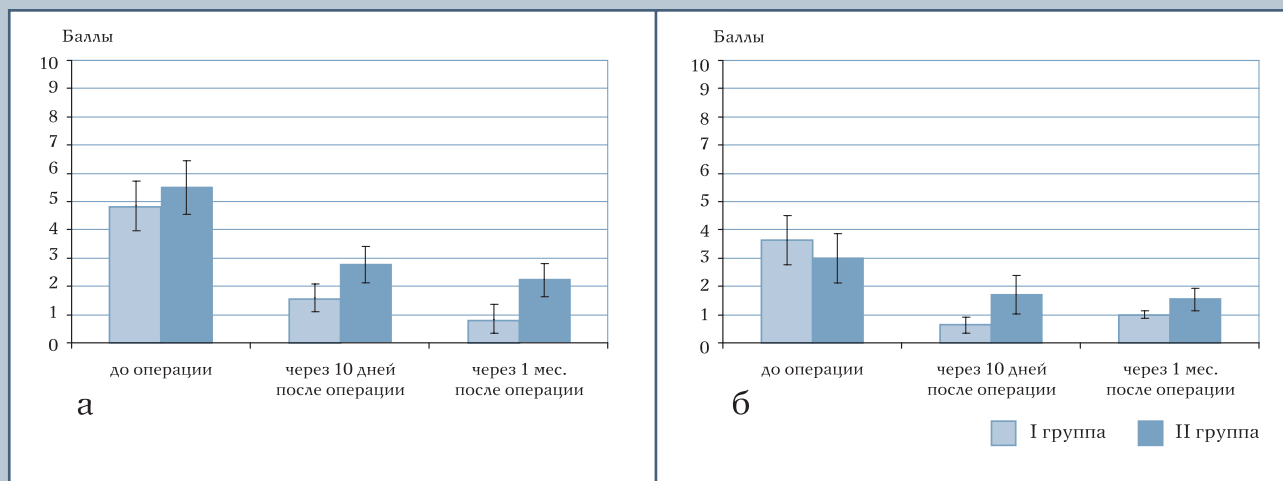 Баллы
10
9
8
7
6
5
4
3
2
1
0
до операции
через 10 дней
после операции
через 1 мес.
после операции
а
Баллы
10
9
8
7
6
5
4
3
2
1
0
до операции
через 10 дней
после операции
через 1 мес.
после операции
б
I группа
II группа